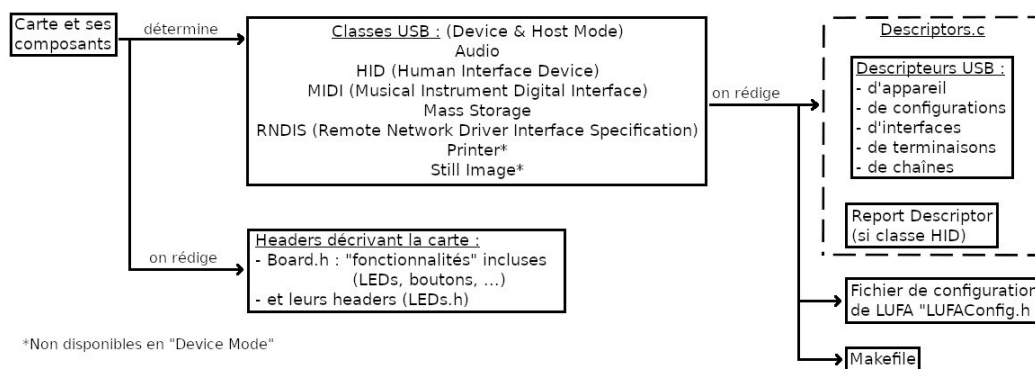 Carte et ses
composants
détermine
Classes USB : (Device & Host Mode)
Audio
HID (Human Interface Device)
MIDI (Musical Instrument Digital Interface)
Mass Storage
RNDIS (Remote Network Driver Interface Specification)
Printer*
Still Image*
on rédige
Headers décrivant la carte :
- Board.h : "fonctionnalités" incluses
(LEDs, boutons, ...)
- et leurs headers (LEDs.h)
*Non disponibles en "Device Mode"
on rédige
Descriptors.c
Descripteurs USB :
- d'appareil
- de configurations
- d'interfaces
- de terminaisons
- de chaînes
Report Descriptor
(si classe HID)
Fichier de configuration
de LUFA "LUFAConfig.h
Makefile